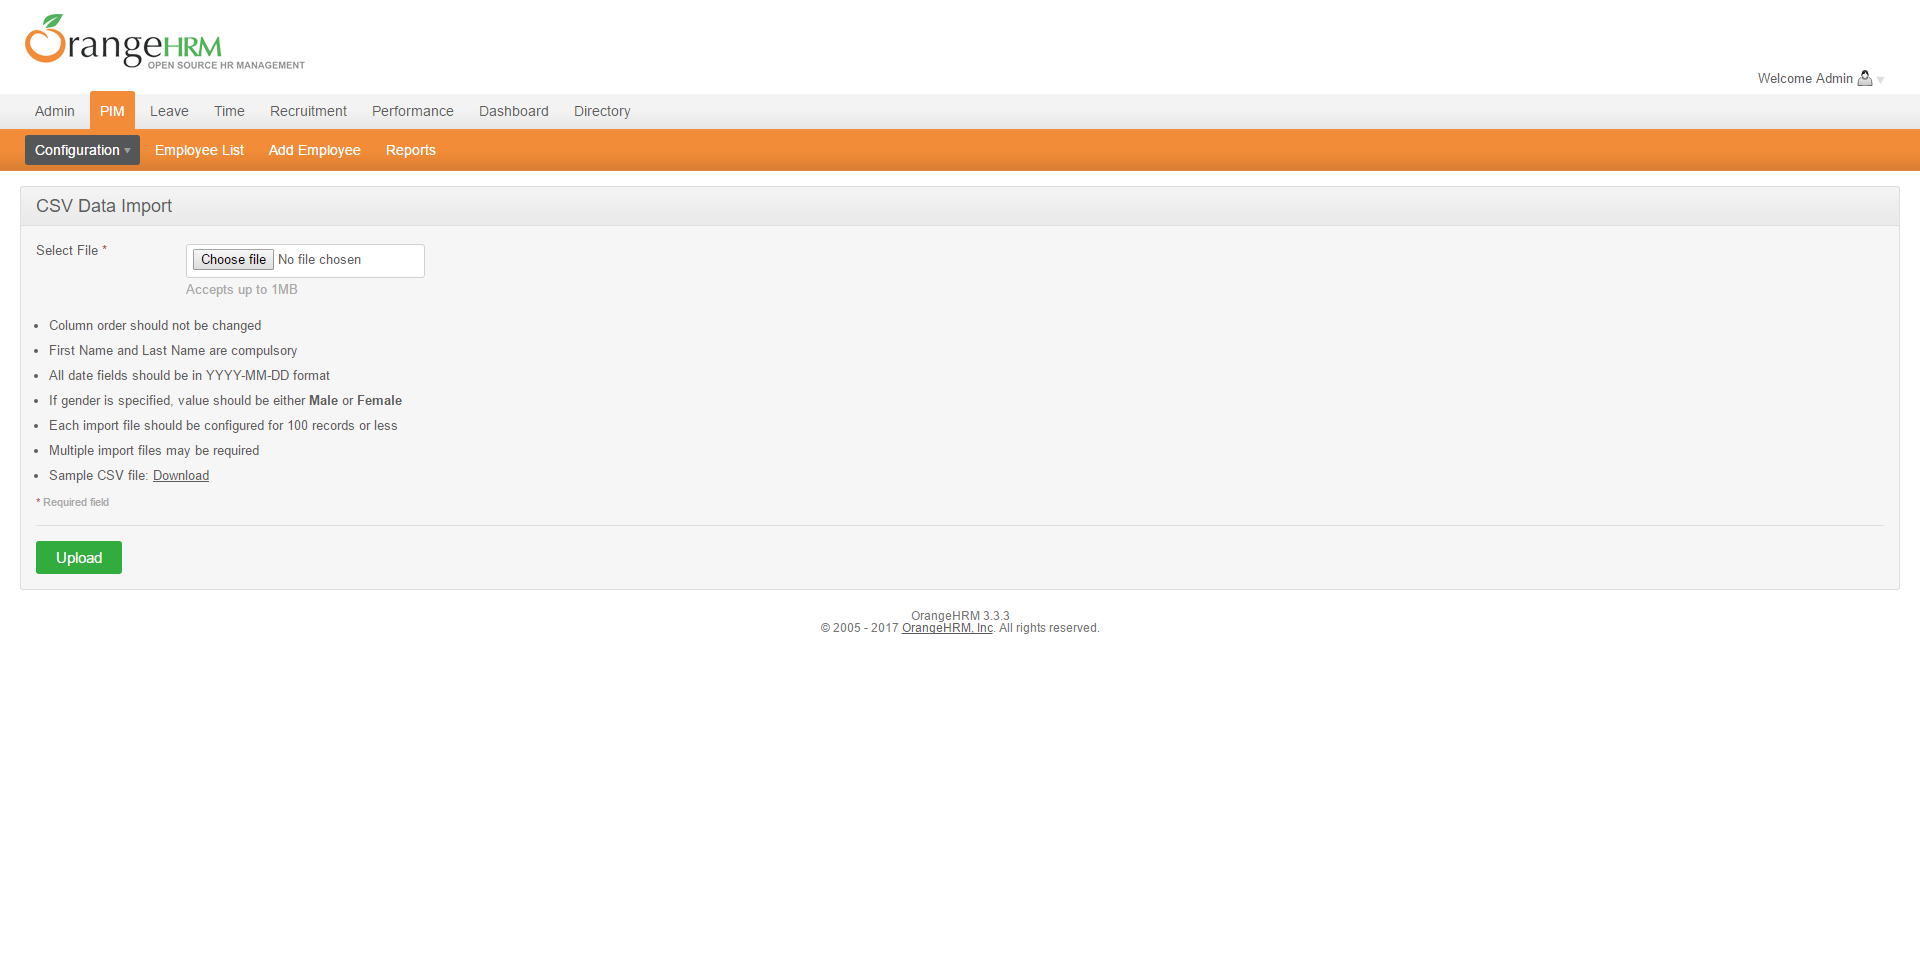 OrangeHRM
OPEN SOURCE HR MANAGEMENT
Welcome Admin
Admin PIM Leave Time Recruitment Performance Dashboard Directory
Configuration Employee List Add Employee Reports
CSV Data Import
Select File *
Choose file No file chosen
Accepts up to 1MB
Column order should not be changed
First Name and Last Name are compulsory
All date fields should be in YYYY-MM-DD format
If gender is specified, value should be either Male or Female
Each import file should be configured for 100 records or less
Multiple import files may be required
Sample CSV file: Download
* Required field
Upload
OrangeHRM 3.3.3
© 2005 - 2017 OrangeHRM, Inc. All rights reserved.